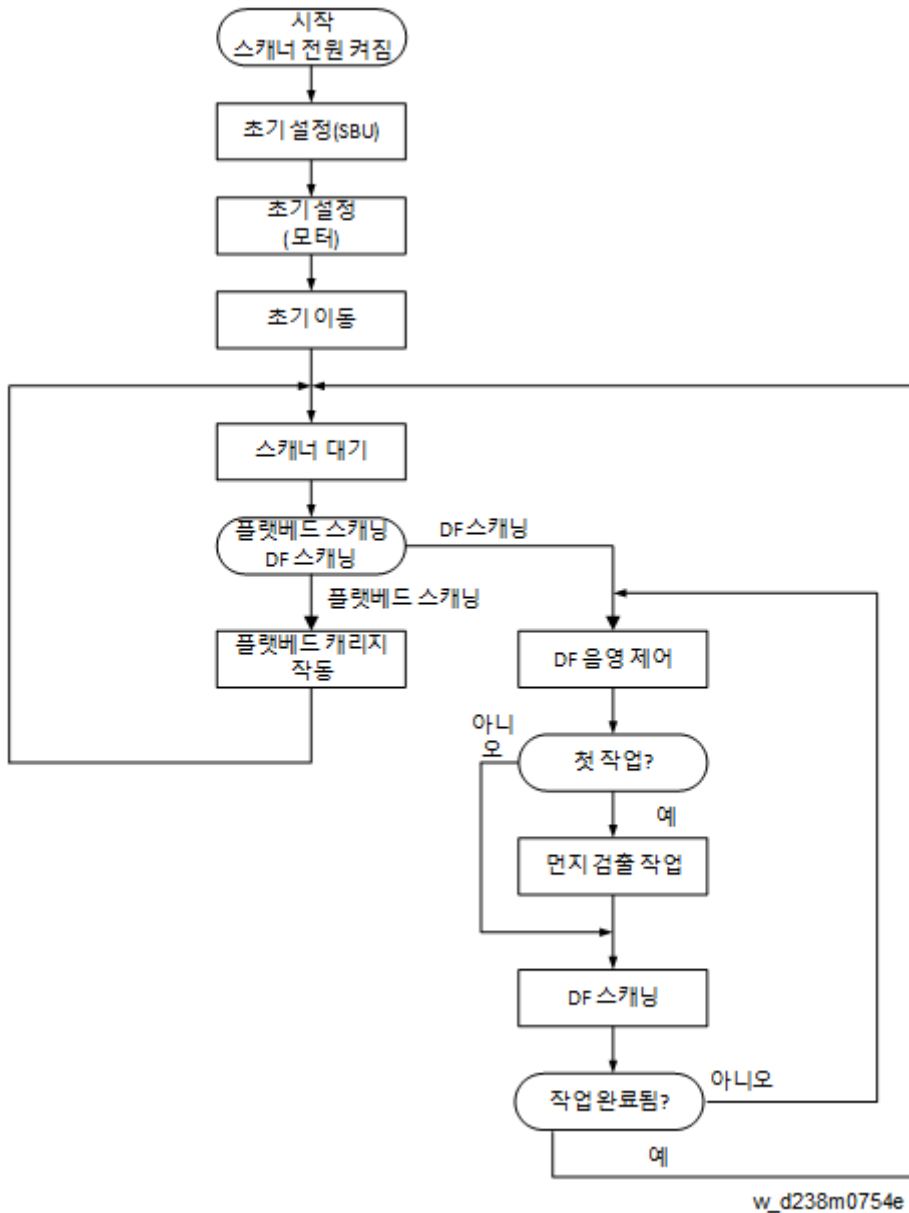 시작
스캐너 전원 켜짐
초기 설정(SBU)
초기 설정
(모터)
초기 이동
스캐너 대기
플랫베드 스캐닝
DF 스캐닝
DF스캐닝
플랫베드 스캐닝
플랫베드 캐리지
작동
DF 음영 제어
아니
오
첫 작업?
예
먼지 검출 작업
DF 스캐닝
작업 완료됨?
아니오
예
w_d238m0754e